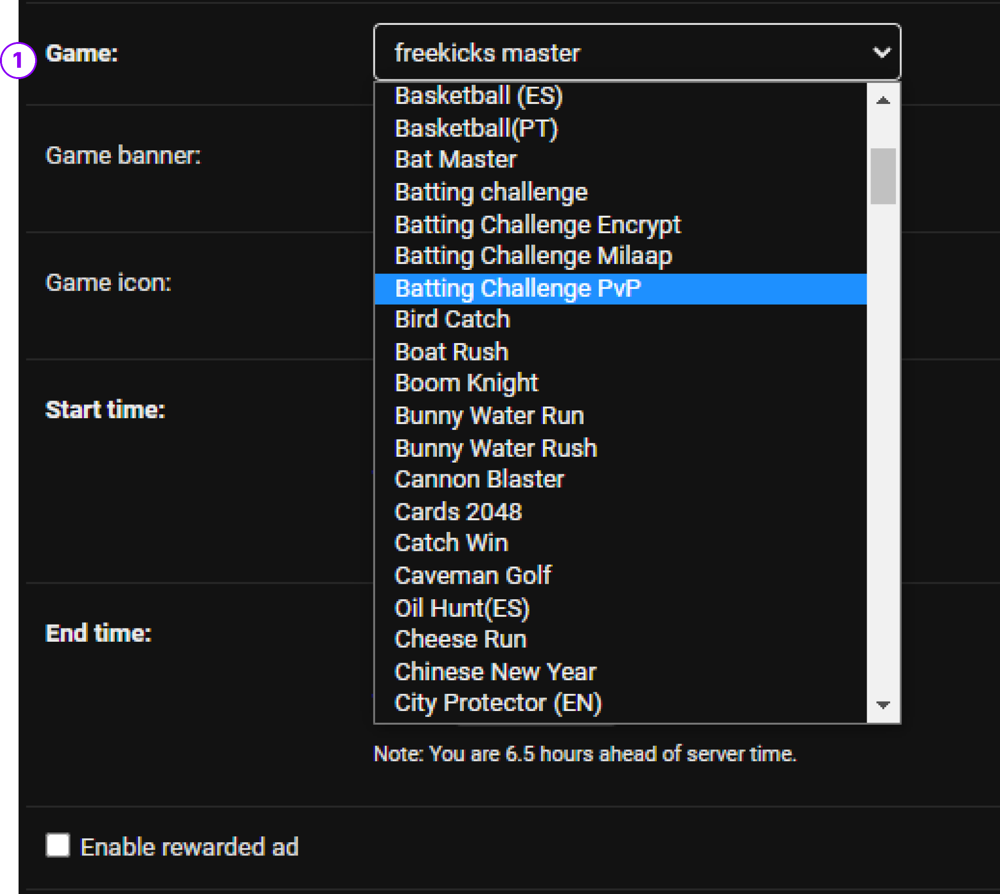 1
Game:
freekicks master
Basketball (ES)
Basketball(PT)
Game banner:
Bat Master
Batting challenge
Batting Challenge Encrypt
Batting Challenge Milaap
Game icon:
Batting Challenge PvP
Bird Catch
Boat Rush
Boom Knight
Start time:
Bunny Water Run
Bunny Water Rush
Cannon Blaster
Cards 2048
Catch Win
Caveman Golf
Oil Hunt(ES)
End time:
Cheese Run
Chinese New Year
City Protector (EN)
Note: You are 6.5 hours ahead of server time.
Enable rewarded ad